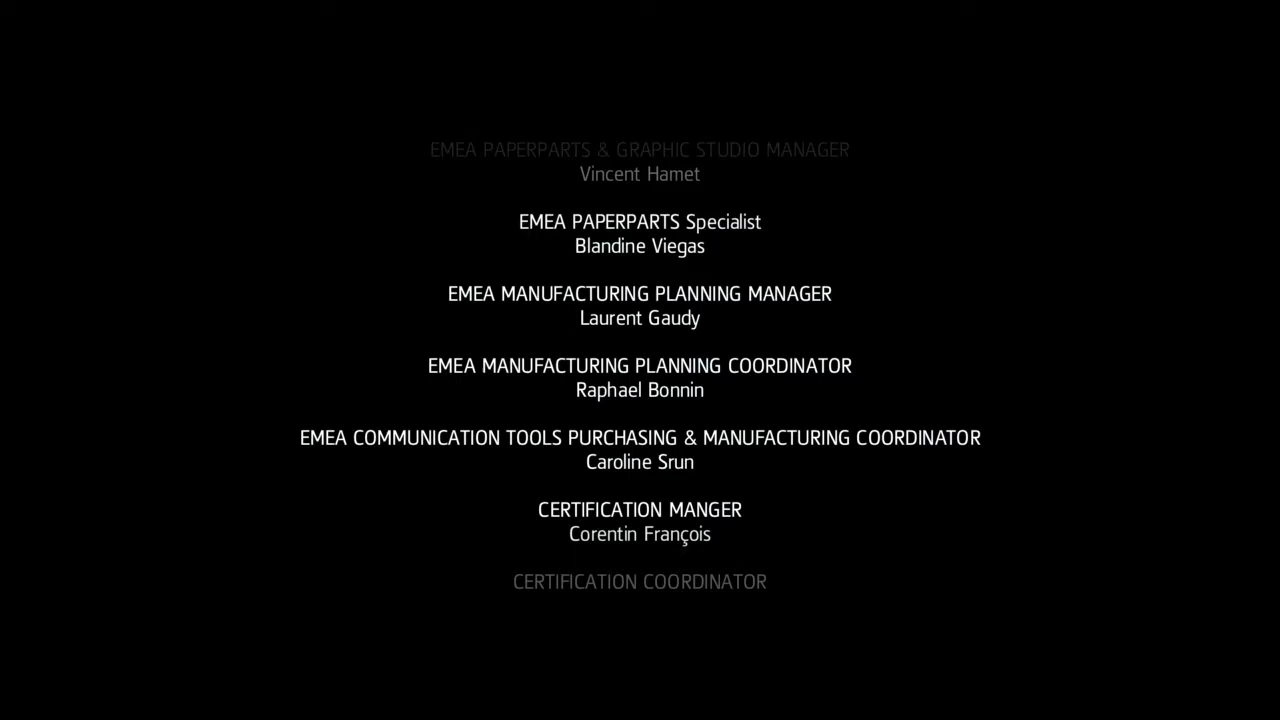 EMEA PAPERPARTS & GRAPHIC STUDIO MANAGER
Vincent Hamet
EMEA PAPERPARTS Specialist
Blandine Viegas
EMEA MANUFACTURING PLANNING MANAGER
Laurent Gaudy
EMEA MANUFACTURING PLANNING COORDINATOR
Raphael Bonnin
EMEA COMMUNICATION TOOLS PURCHASING & MANUFACTURING COORDINATOR
Caroline Srun
CERTIFICATION MANGER
Corentin François
CERTIFICATION COORDINATOR